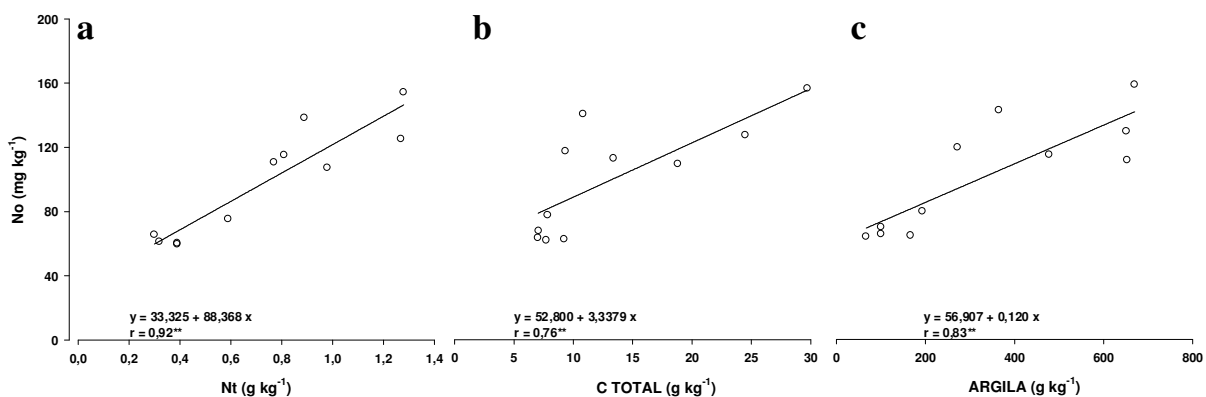 a
b
c
200
160
120
80
40
0
No (mg kg-1)
y = 33,325 + 88,368 x
r = 0,92**
y = 52,800 + 3,3379 x
r = 0,76**
y = 56,907 + 0,120 x
r = 0,83**
0,0 0,2 0,4 0,6 0,8 1,0 1,2 1,4
0 5 10 15 20 25 30
0 200 400 600 800
Nt (g kg-1)
C TOTAL (g kg-1)
ARGILA (g kg-1)